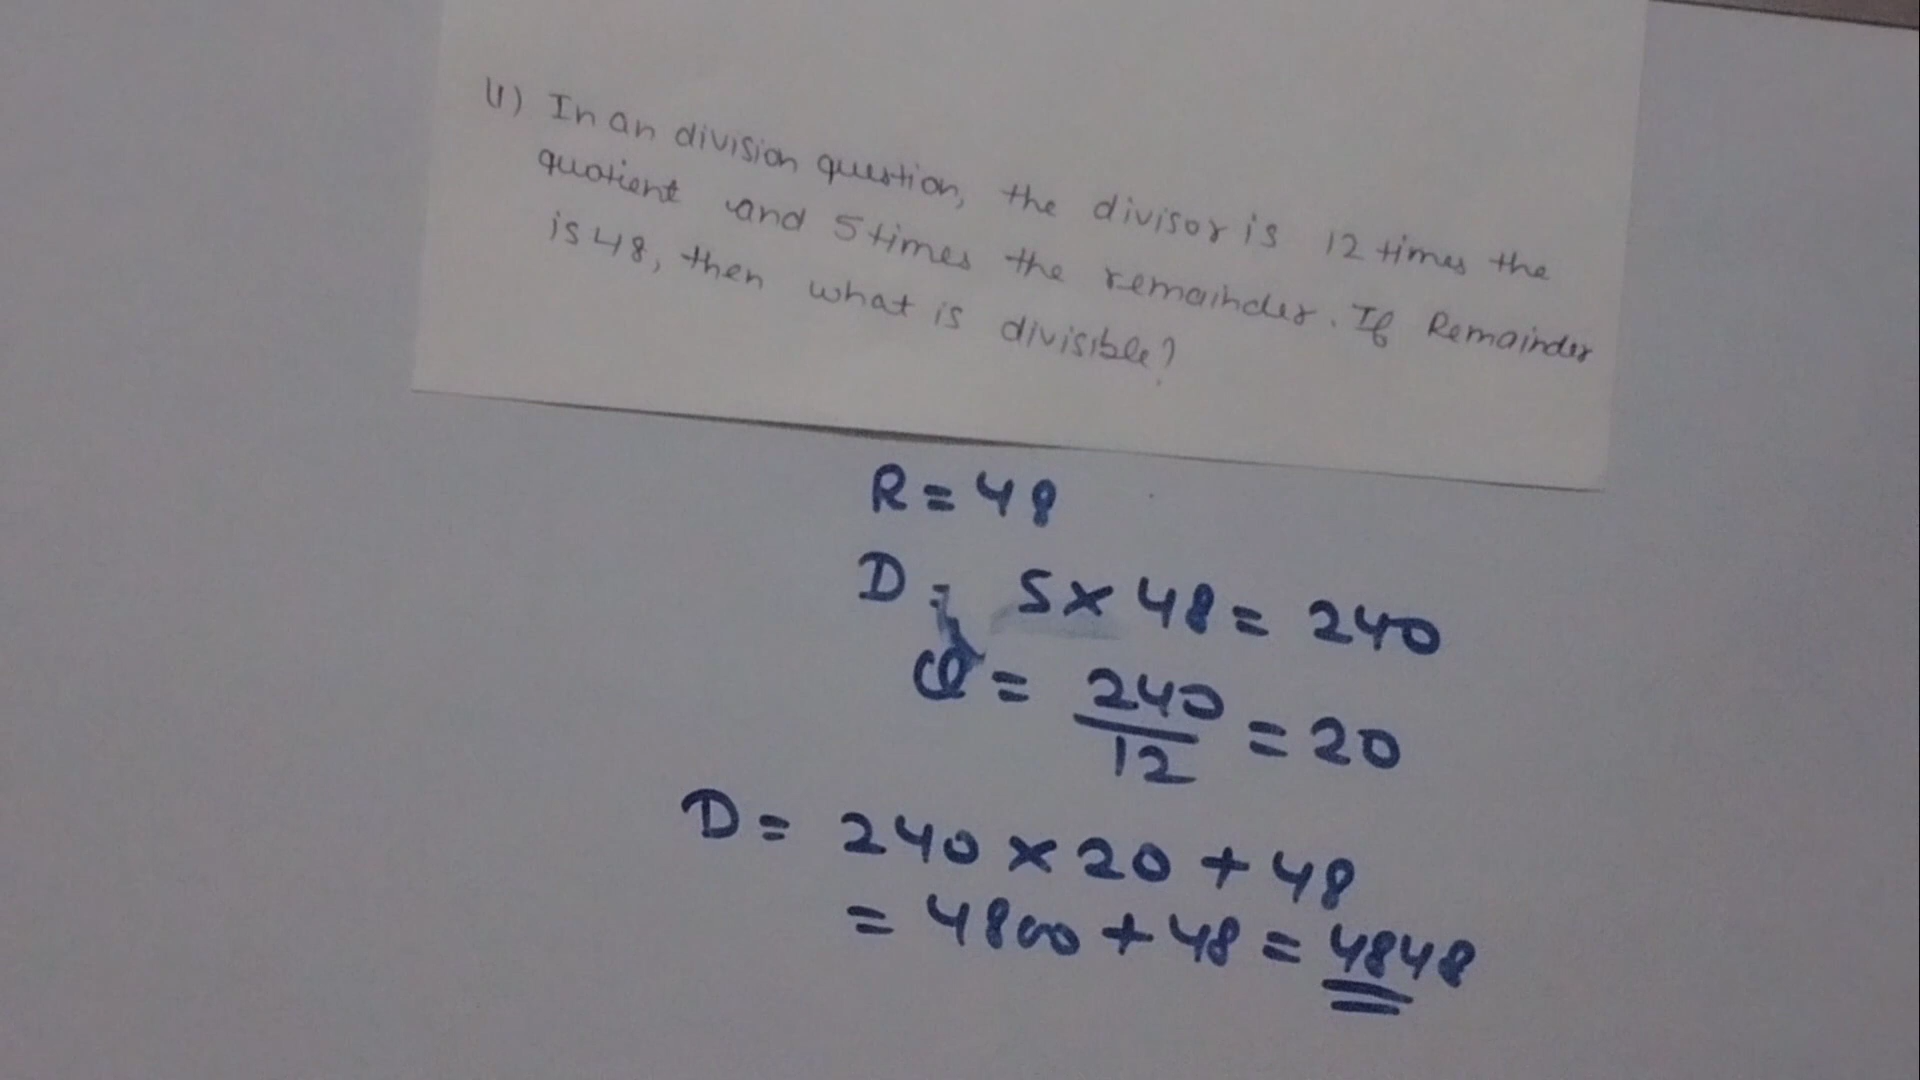 11) In an division question, the divisor is 12 times the
quotient and 5 times the remainder. If Remainder
is 48, then what is divisible?
R = 48
D = 5 × 48 = 240
Q = 240/12 = 20
D = 240 × 20 + 48
= 4800 + 48 = 4848